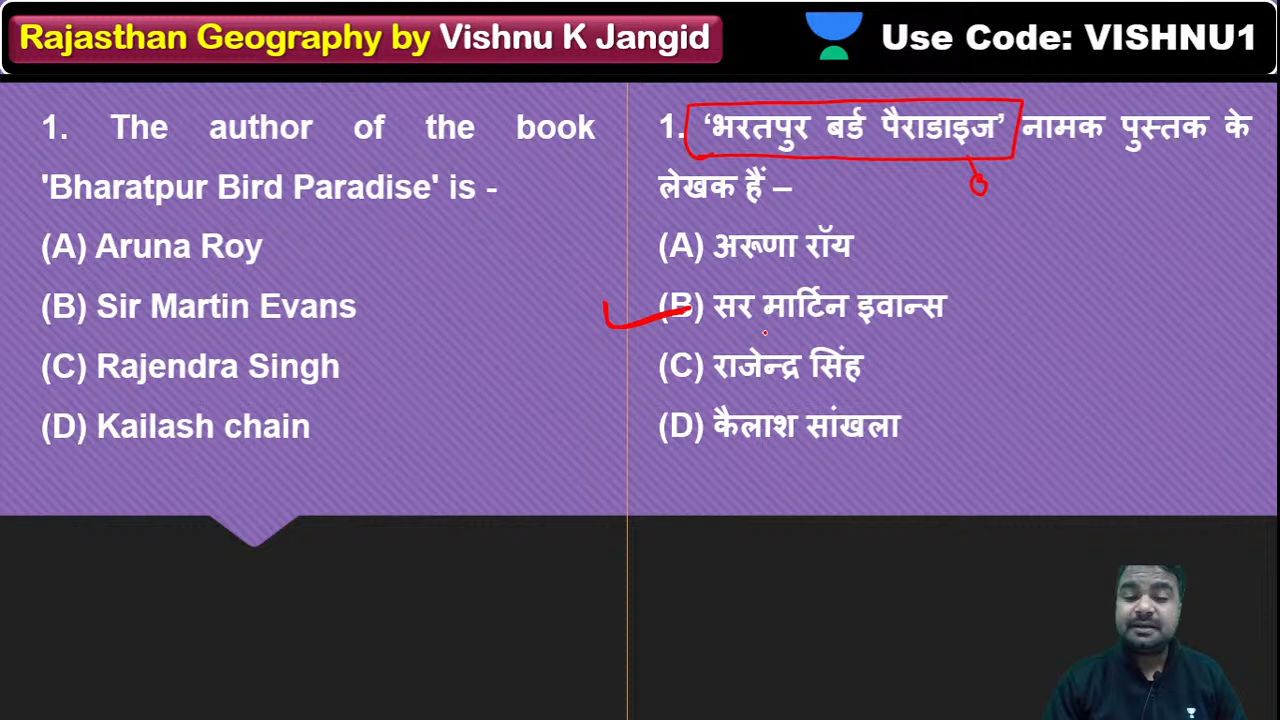 Rajasthan Geography by Vishnu K Jangid
Use Code: VISHNU1
1. The author of the book
'Bharatpur Bird Paradise' is -
(A) Aruna Roy
(B) Sir Martin Evans
(C) Rajendra Singh
(D) Kailash chain
1. ‘भरतपुर बर्ड पैराडाइज’ नामक पुस्तक के
लेखक हैं –
(A) अरूणा रॉय
(B) सर मार्टिन इवान्स
(C) राजेन्द्र सिंह
(D) कैलाश सांखला